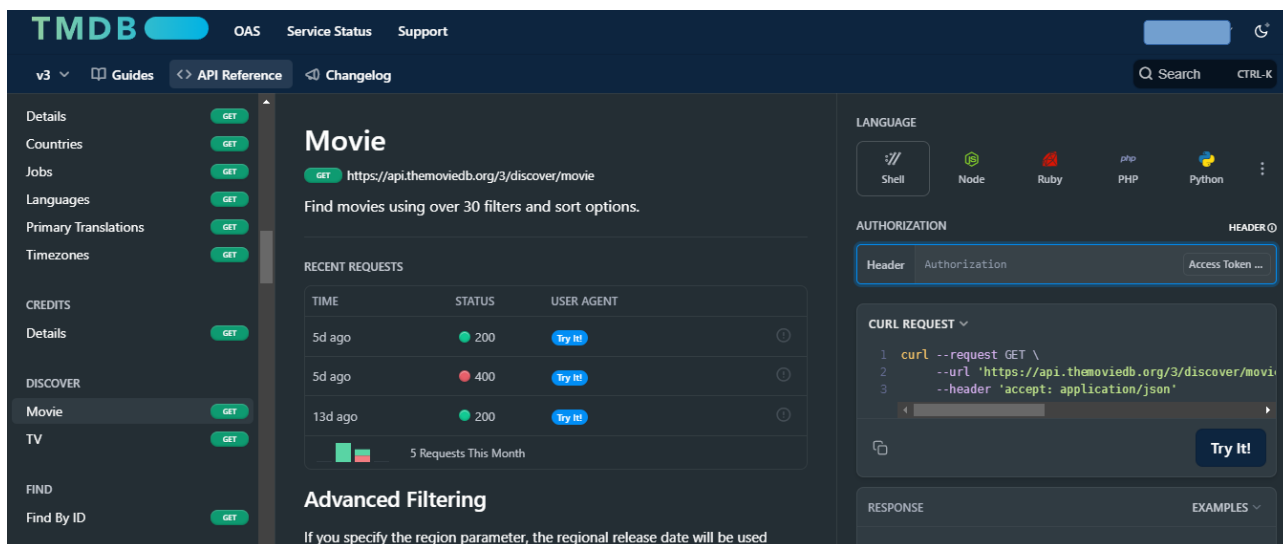 TMDB
OAS
Service Status
Support
v3
Guides
API Reference
Changelog
Search
CTRL-K
Details GET
Countries GET
Jobs GET
Languages GET
Primary Translations GET
Timezones GET
CREDITS
Details GET
DISCOVER
Movie GET
TV GET
FIND
Find By ID GET
Movie
GET https://api.themoviedb.org/3/discover/movie
Find movies using over 30 filters and sort options.
RECENT REQUESTS
TIME STATUS USER AGENT
5d ago 200 Try It!
5d ago 400 Try It!
13d ago 200 Try It!
5 Requests This Month
Advanced Filtering
If you specify the region parameter, the regional release date will be used
LANGUAGE
Shell
Node
Ruby
php
PHP
Python
AUTHORIZATION HEADER
Header Authorization Access Token ...
CURL REQUEST
1 curl --request GET \
2 --url 'https://api.themoviedb.org/3/discover/movi
3 --header 'accept: application/json'
Try It!
RESPONSE EXAMPLES